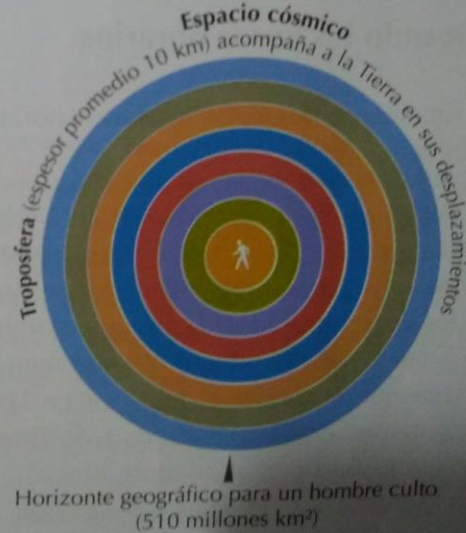 Espacio cósmico
Troposfera (espesor promedio 10 km) acompaña a la Tierra en sus desplazamientos
Horizonte geográfico para un hombre culto
(510 millones km²)